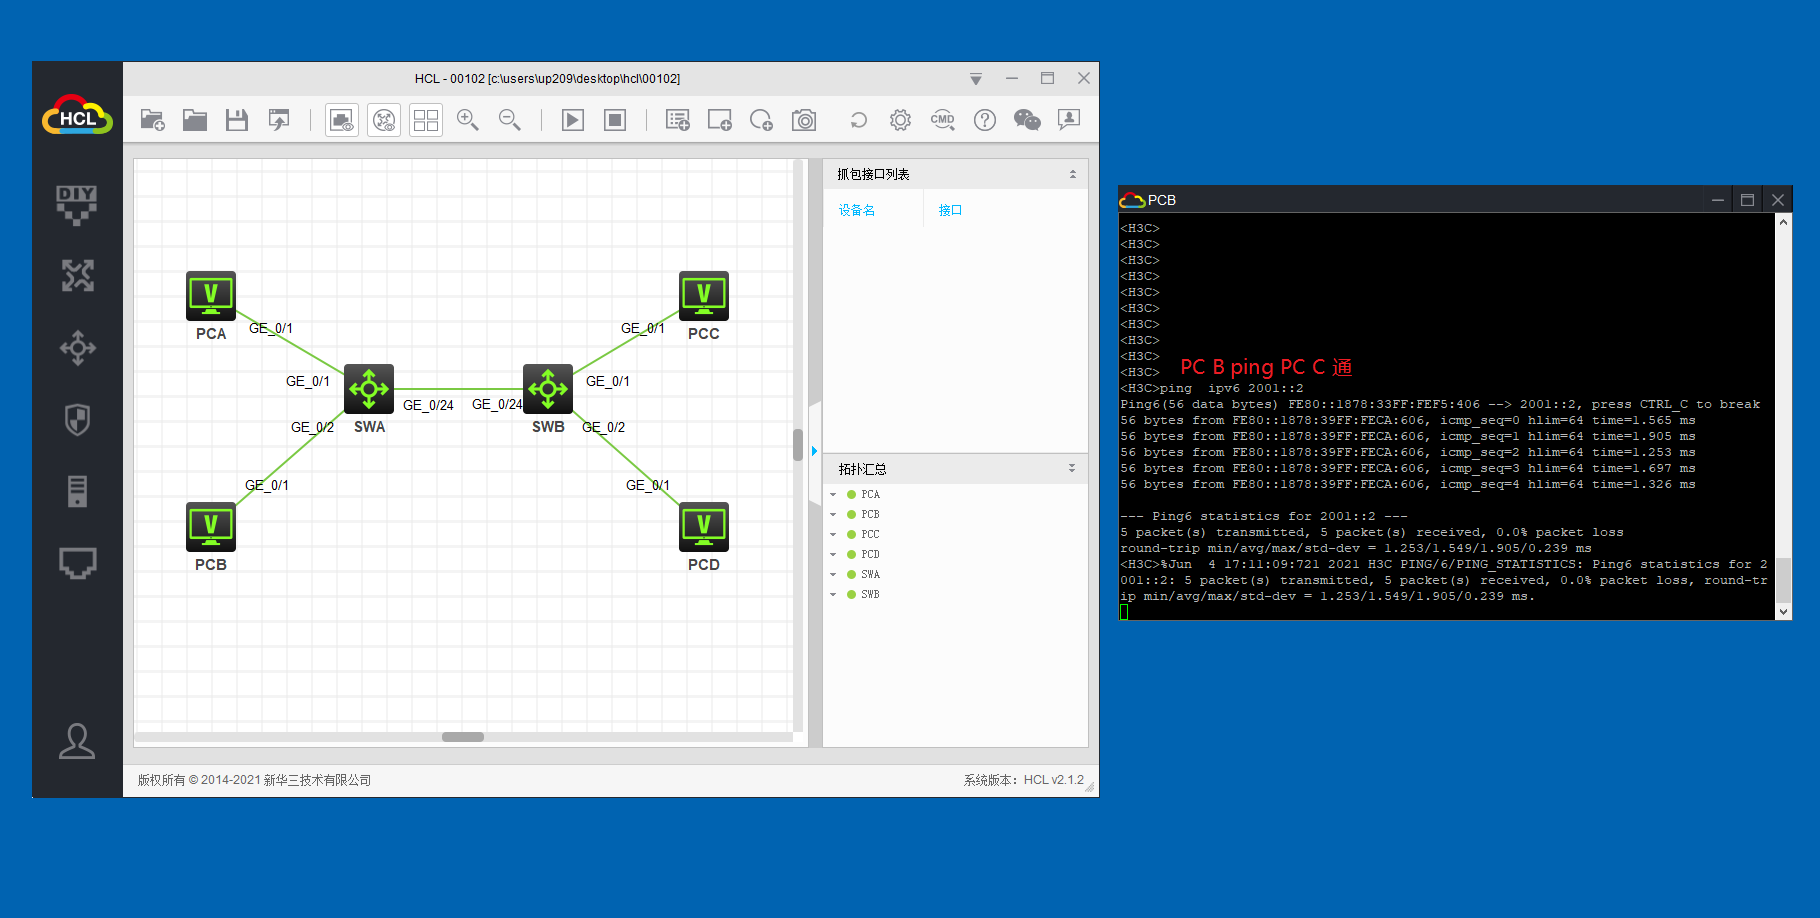 HCL - 00102 [c:\users\up209\desktop\hcl\00102]
HCL
CMD
DIY
抓包接口列表
设备名 接口
PCA
GE_0/1
GE_0/1
PCC
GE_0/1
GE_0/1
GE_0/24
GE_0/24
GE_0/2
SWA
SWB
GE_0/2
GE_0/1
GE_0/1
PCB
PCD
拓扑汇总
PCA
PCB
PCC
PCD
SWA
SWB
版权所有 © 2014-2021 新华三技术有限公司
系统版本：HCL v2.1.2
PCB
<H3C>
<H3C>
<H3C>
<H3C>
<H3C>
<H3C>
<H3C>
<H3C>
<H3C>
<H3C>
PC B ping PC C 通
<H3C>ping  ipv6 2001::2
Ping6(56 data bytes) FE80::1878:33FF:FEF5:406 --> 2001::2, press CTRL_C to break
56 bytes from FE80::1878:39FF:FECA:606, icmp_seq=0 hlim=64 time=1.565 ms
56 bytes from FE80::1878:39FF:FECA:606, icmp_seq=1 hlim=64 time=1.905 ms
56 bytes from FE80::1878:39FF:FECA:606, icmp_seq=2 hlim=64 time=1.253 ms
56 bytes from FE80::1878:39FF:FECA:606, icmp_seq=3 hlim=64 time=1.697 ms
56 bytes from FE80::1878:39FF:FECA:606, icmp_seq=4 hlim=64 time=1.326 ms
--- Ping6 statistics for 2001::2 ---
5 packet(s) transmitted, 5 packet(s) received, 0.0% packet loss
round-trip min/avg/max/std-dev = 1.253/1.549/1.905/0.239 ms
<H3C>%Jun  4 17:11:09:721 2021 H3C PING/6/PING_STATISTICS: Ping6 statistics for 2
001::2: 5 packet(s) transmitted, 5 packet(s) received, 0.0% packet loss, round-tr
ip min/avg/max/std-dev = 1.253/1.549/1.905/0.239 ms.